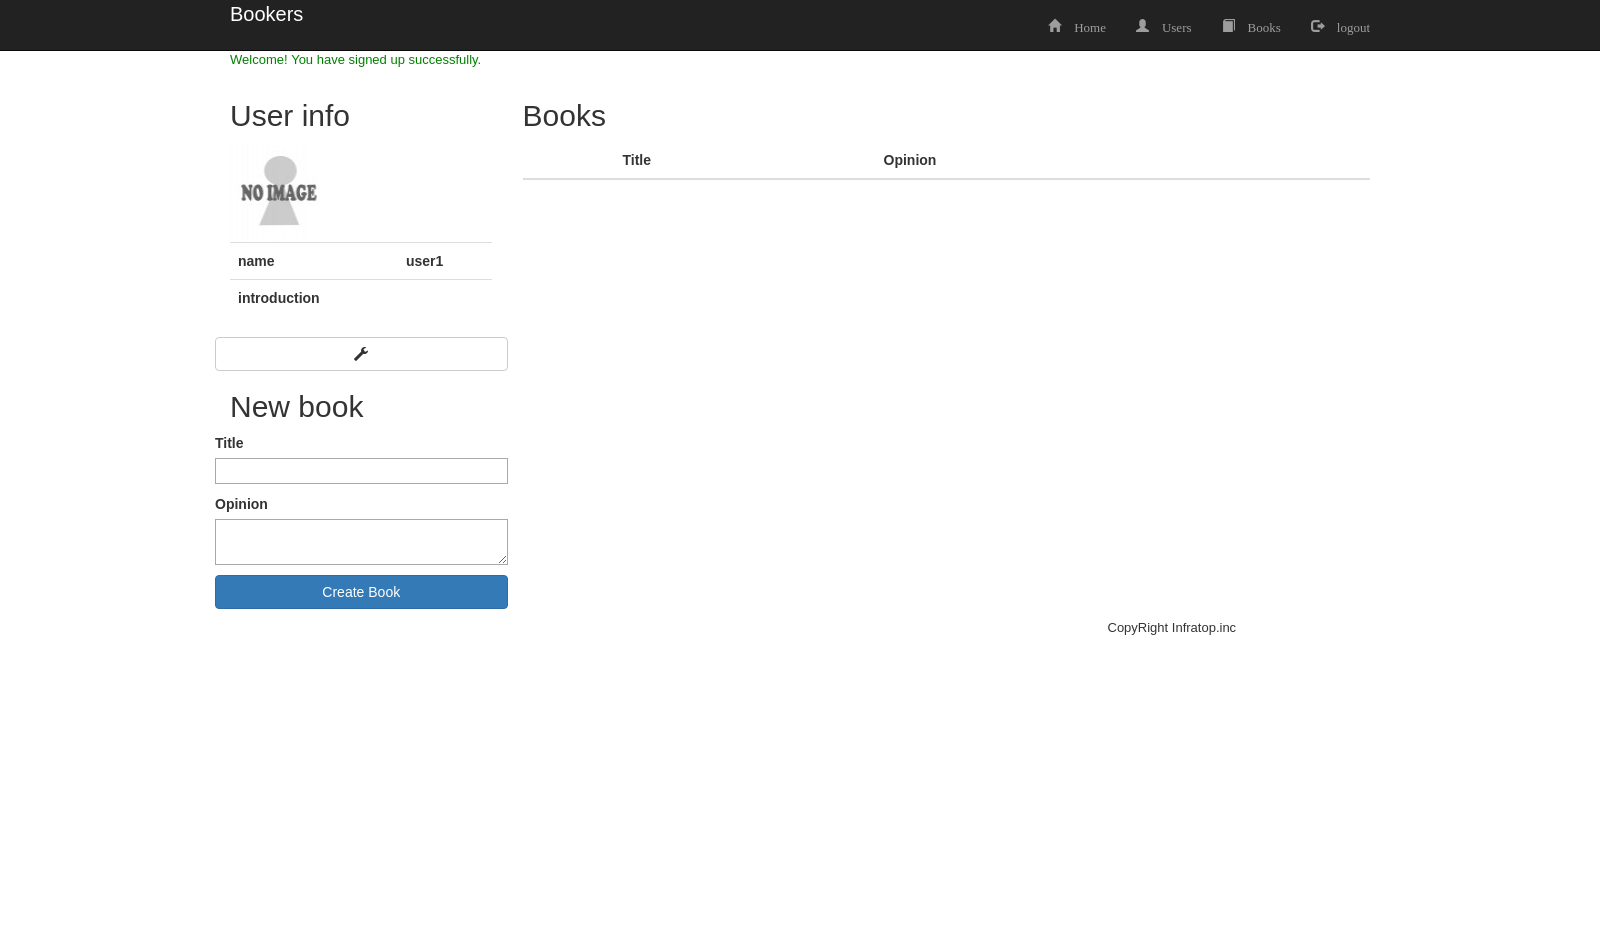 Bookers
Home Users Books logout
Welcome! You have signed up successfully.
User info
NO IMAGE
name user1
introduction
New book
Title
Opinion
Create Book
Books
Title Opinion
CopyRight Infratop.inc